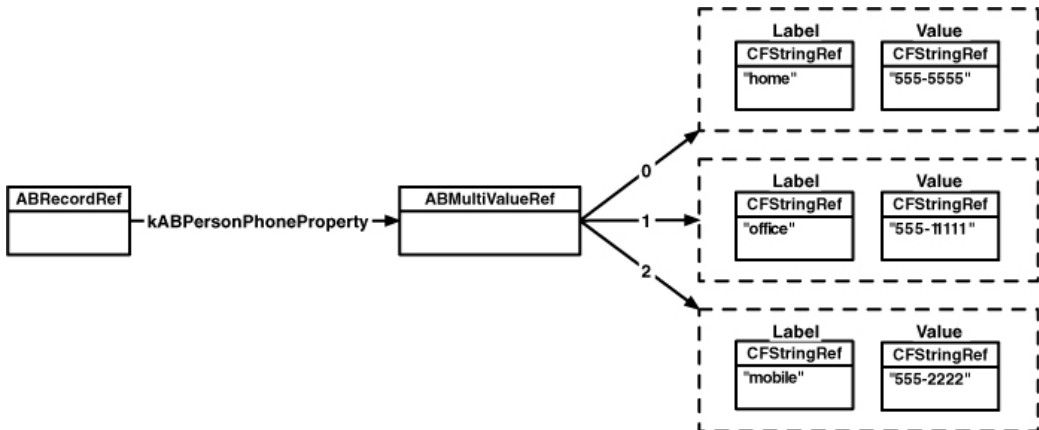 Label Value
CFStringRef CFStringRef
"home" "555-5555"
0
Label Value
ABRecordRef ABMultiValueRef CFStringRef CFStringRef
kABPersonPhoneProperty 1 "office" "555-11111"
2
Label Value
CFStringRef CFStringRef
"mobile" "555-2222"